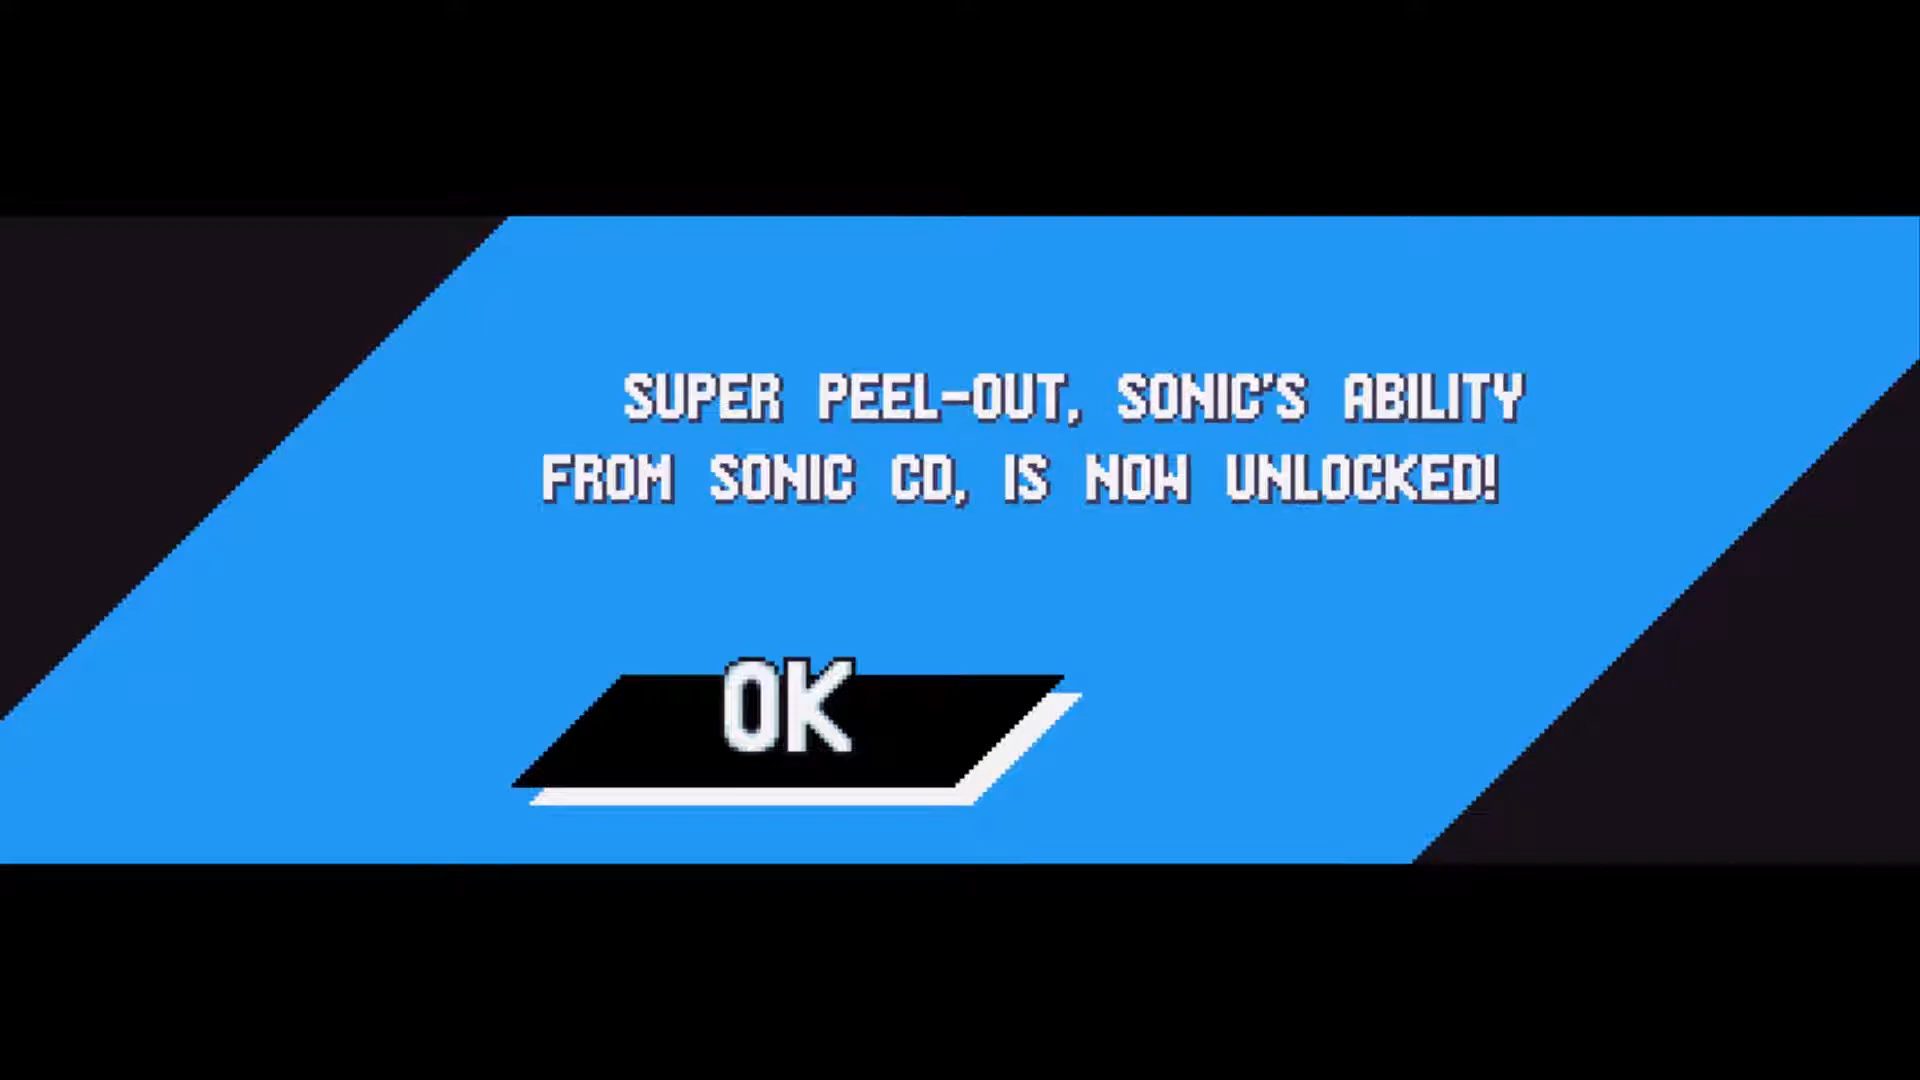 SUPER PEEL-OUT, SONIC'S ABILITY
FROM SONIC CD, IS NOW UNLOCKED!
OK